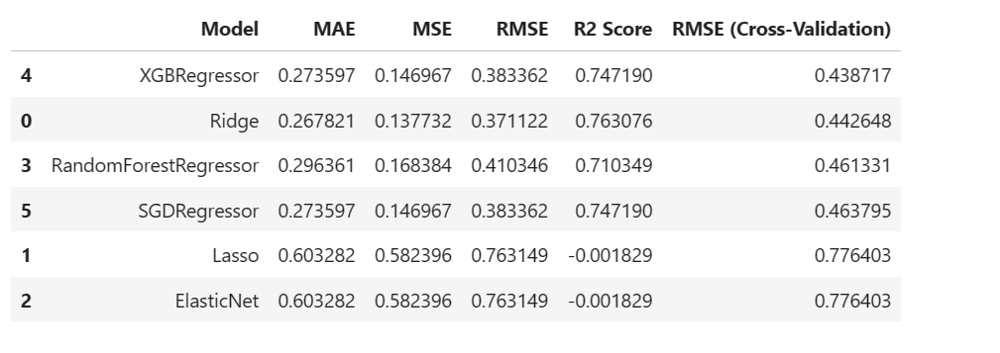 Model MAE MSE RMSE R2 Score RMSE (Cross-Validation)
4 XGBRegressor 0.273597 0.146967 0.383362 0.747190 0.438717
0 Ridge 0.267821 0.137732 0.371122 0.763076 0.442648
3 RandomForestRegressor 0.296361 0.168384 0.410346 0.710349 0.461331
5 SGDRegressor 0.273597 0.146967 0.383362 0.747190 0.463795
1 Lasso 0.603282 0.582396 0.763149 -0.001829 0.776403
2 ElasticNet 0.603282 0.582396 0.763149 -0.001829 0.776403